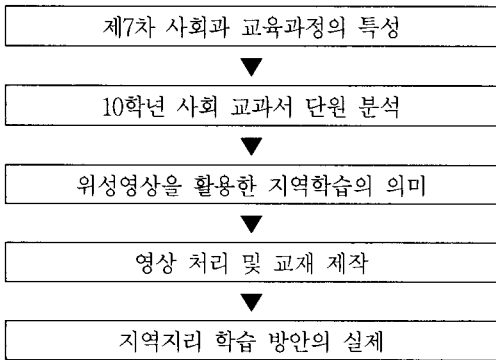 제7차 사회과 교육과정의 특성
10학년 사회 교과서 단원 분석
위성영상을 활용한 지역학습의 의미
영상 처리 및 교재 제작
지역지리 학습 방안의 실제